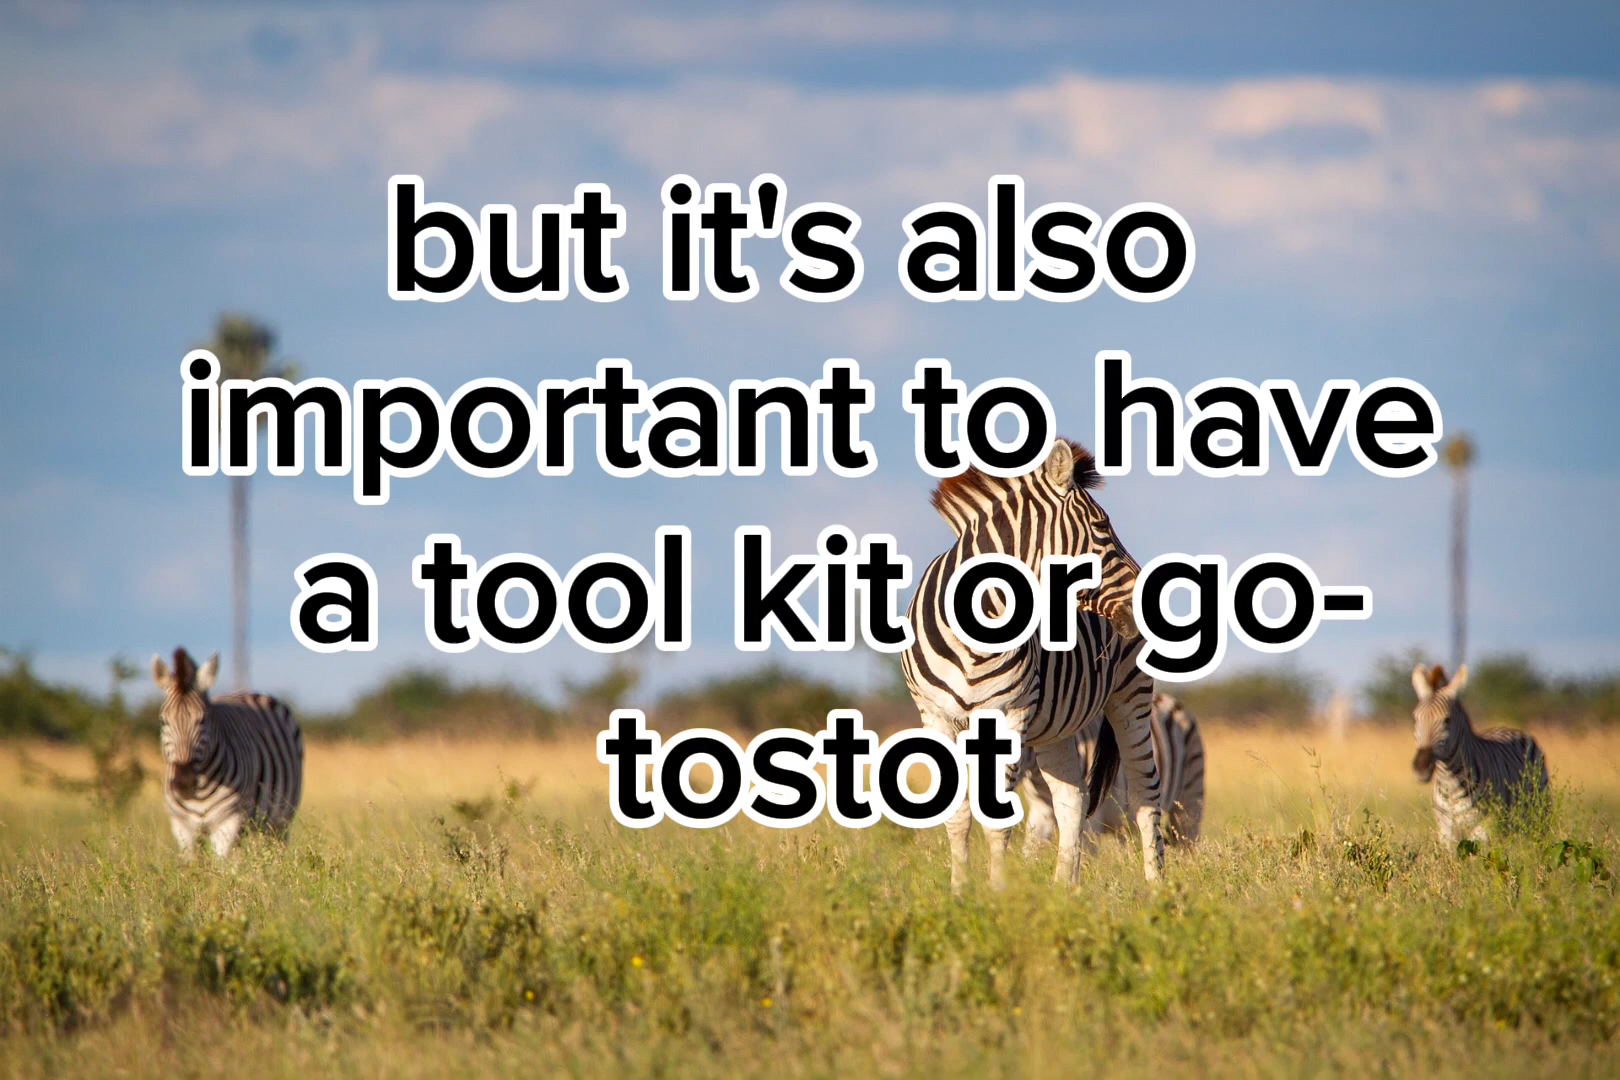 but it's also
important to have
a tool kit or go-
tostot